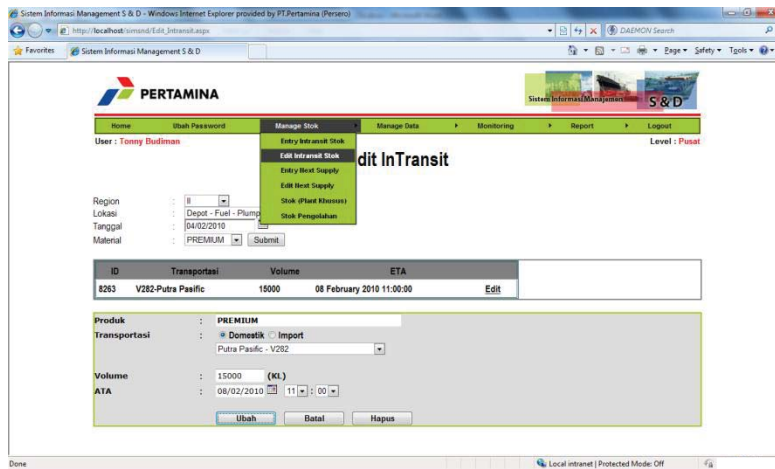 Sistem Informasi Management S & D - Windows Internet Explorer provided by PT.Pertamina (Persero)
http://localhost/simsnd/Edit_Intransit.aspx
DAEMON Search
Favorites Sistem Informasi Management S & D
Page Safety Tools
PERTAMINA
Sistem Informasi Manajemen S & D
Home Ubah Password Manage Stok Manage Data Monitoring Report Logout
User : Tonny Budiman Level : Pusat
Entry Intransit Stok
Edit Intransit Stok
dit InTransit
Entry Next Supply
Edit Next Supply
Region : II
Stok (Plant Khusus)
Lokasi : Depot - Fuel - Plump
Stok Pengolahan
Tanggal : 04/02/2010
Material : PREMIUM Submit
ID Transportasi Volume ETA
8263 V282-Putra Pasific 15000 08 February 2010 11:00:00 Edit
Produk : PREMIUM
Transportasi : Domestik Import
Putra Pasific - V282
Volume : 15000 (KL)
ATA : 08/02/2010 11 : 00
Ubah Batal Hapus
Done Local intranet | Protected Mode: Off